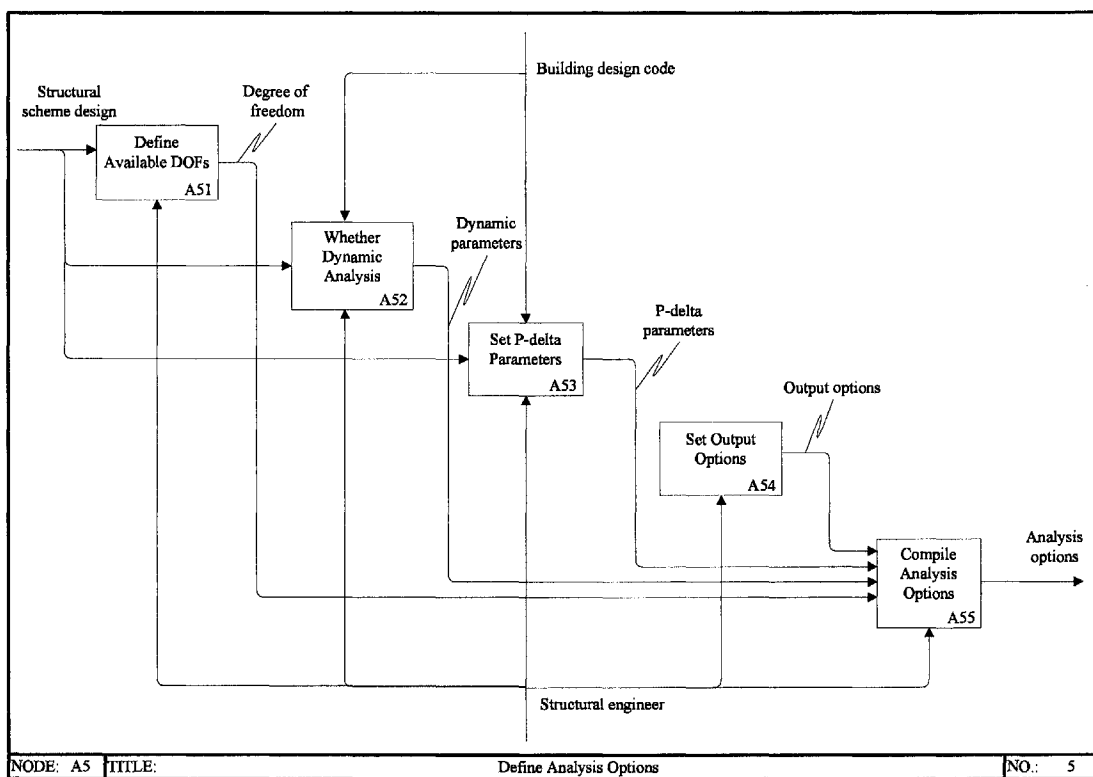 Building design code
Structural
scheme design
Degree of
freedom
Define
Available DOFs
A51
Whether
Dynamic
Analysis
A52
Dynamic
parameters
Set P-delta
Parameters
A53
P-delta
parameters
Output options
Set Output
Options
A54
Compile
Analysis
Options
A55
Analysis
options
Structural engineer
NODE: A5 TITLE: Define Analysis Options NO.: 5